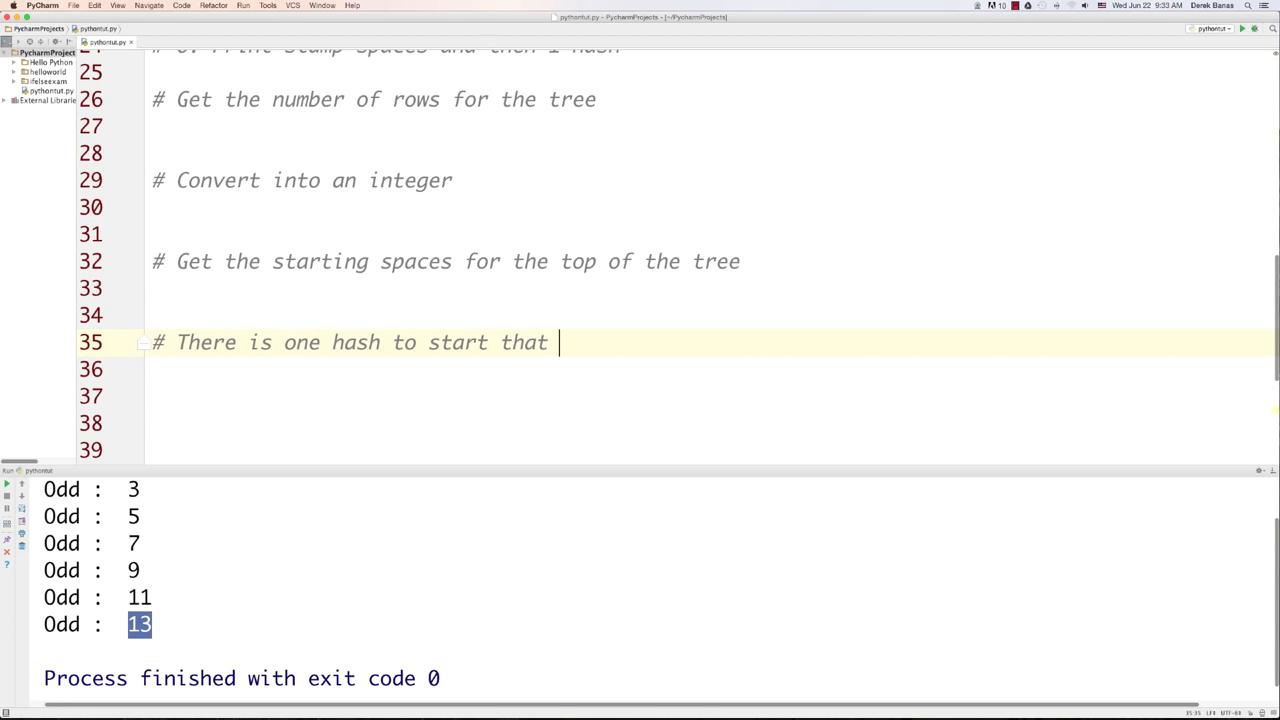 PyCharm File Edit View Navigate Code Refactor Run Tools VCS Window Help 10 Wed Jun 22 9:33 AM Derek Banas
pythontut.py - PycharmProjects - [~/PycharmProjects]
PycharmProjects pythontut.py pythontut
pythontut.py
PycharmProject
Hello Python
helloworld
ifelseexam
pythontut.py
External Librarie
24 # 6. Print stump spaces and then 1 hash
25
26 # Get the number of rows for the tree
27
28
29 # Convert into an integer
30
31
32 # Get the starting spaces for the top of the tree
33
34
35 # There is one hash to start that
36
37
38
39
Run pythontut
Odd : 3
Odd : 5
Odd : 7
Odd : 9
Odd : 11
Odd : 13
Process finished with exit code 0
35:35 LF UTF-8